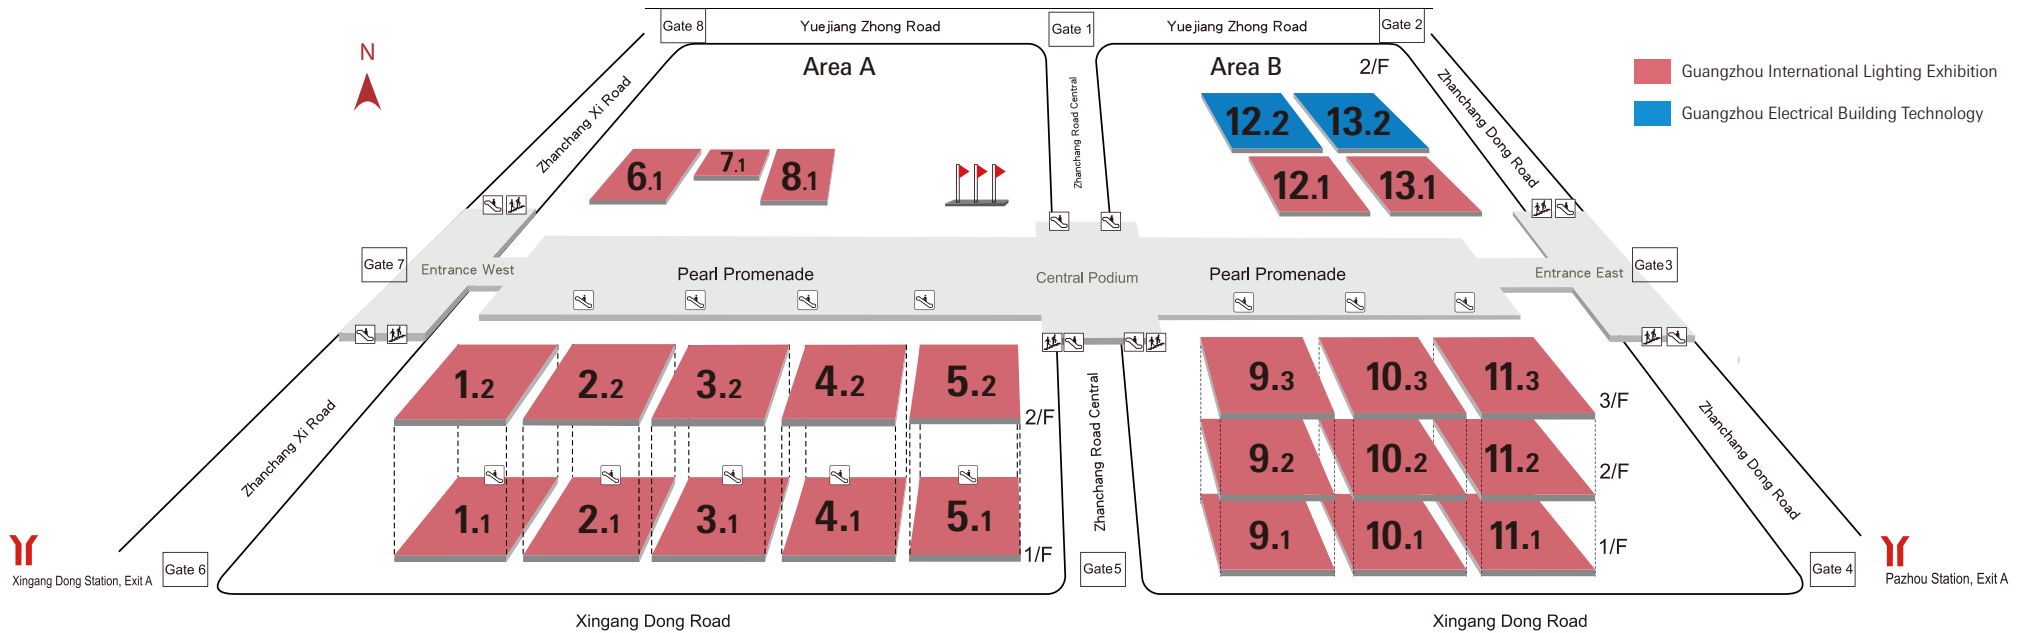 Gate 8
Yuejiang Zhong Road
Gate 1
Yuejiang Zhong Road
Gate 2
N
Area A
Area B
2/F
Guangzhou International Lighting Exhibition
Guangzhou Electrical Building Technology
Zhanchang Xi Road
Zhanchang Road Central
Zhanchang Dong Road
12.2
13.2
6.1
7.1
8.1
12.1
13.1
Gate 7
Entrance West
Pearl Promenade
Central Podium
Pearl Promenade
Entrance East
Gate3
1.2
2.2
3.2
4.2
5.2
2/F
9.3
10.3
11.3
3/F
Zhanchang Xi Road
Zhanchang Road Central
Zhanchang Dong Road
9.2
10.2
11.2
2/F
1.1
2.1
3.1
4.1
5.1
1/F
9.1
10.1
11.1
1/F
Xingang Dong Station, Exit A
Gate 6
Gate5
Gate 4
Pazhou Station, Exit A
Xingang Dong Road
Xingang Dong Road